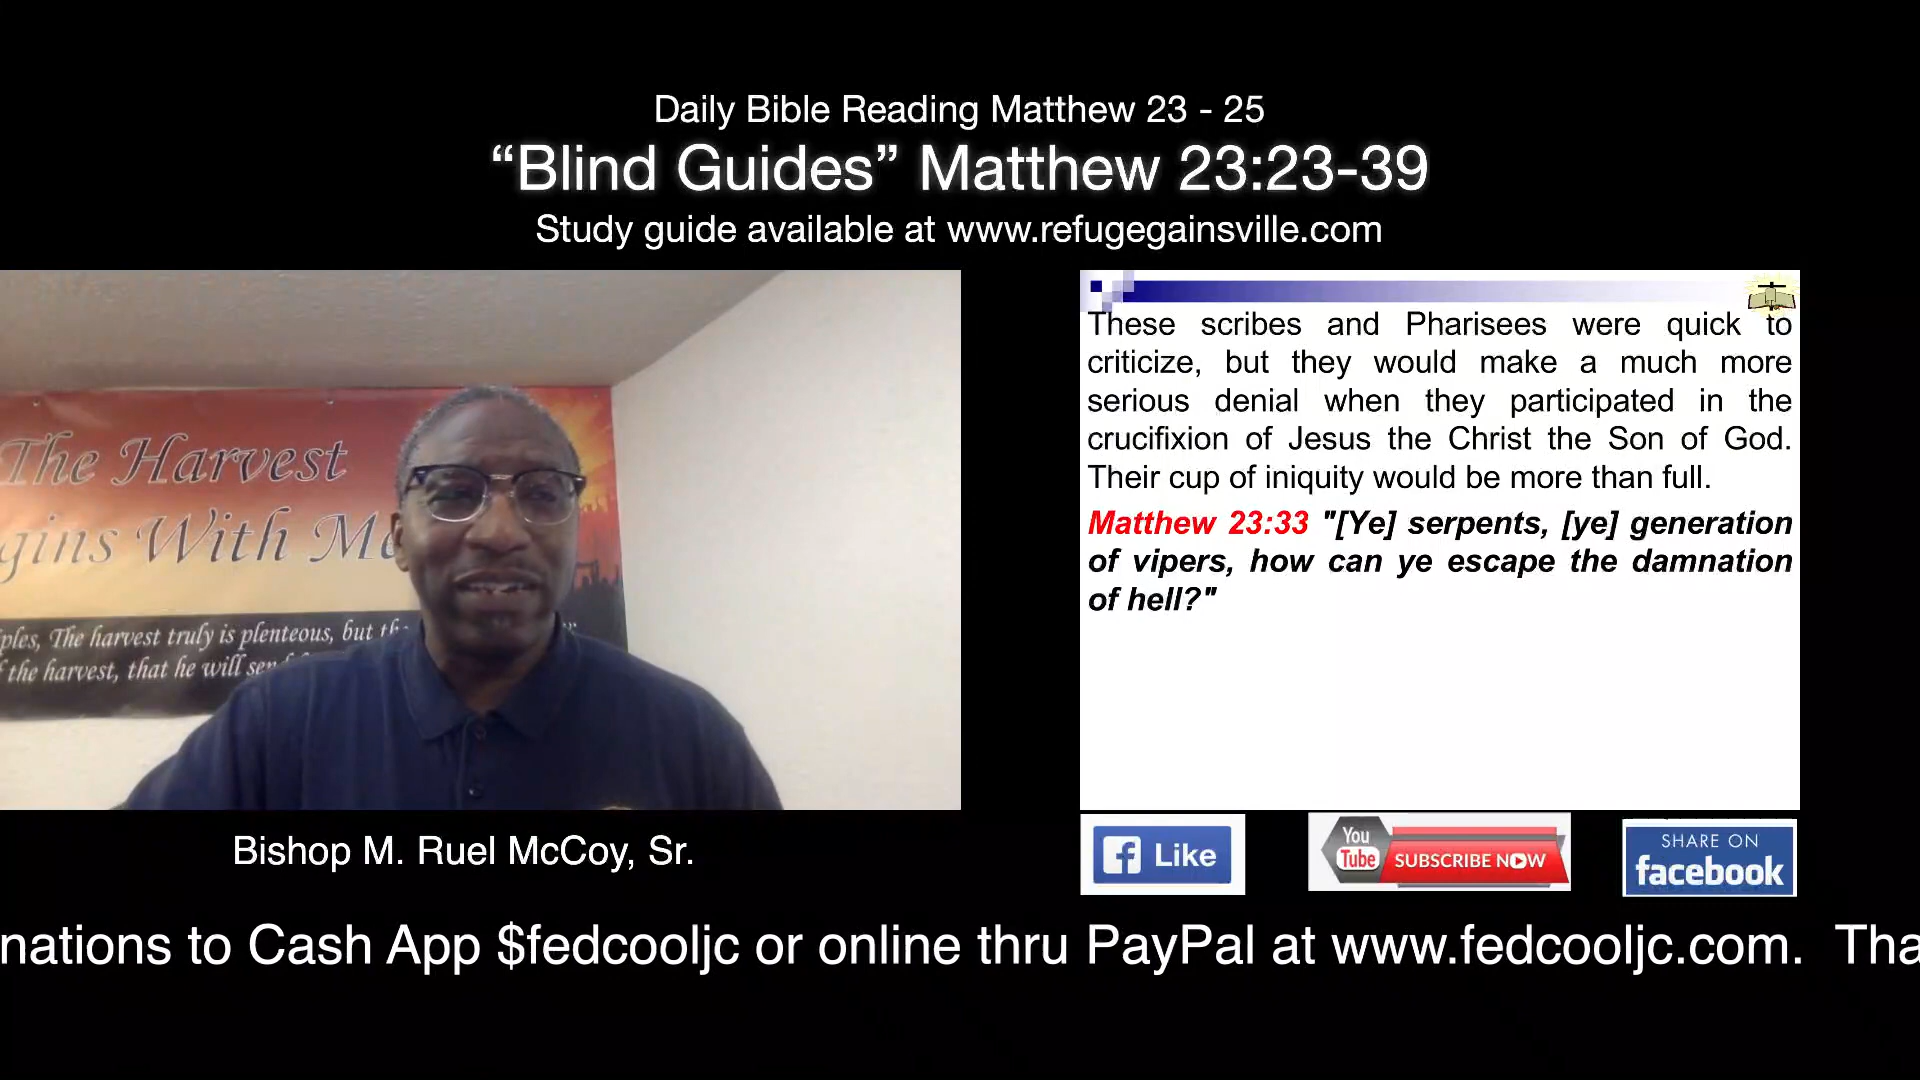 Daily Bible Reading Matthew 23 - 25
“Blind Guides” Matthew 23:23-39
Study guide available at www.refugegainsville.com
The Harvest
gins With Me
ples, The harvest truly is plenteous, but
the harvest, that he will
These scribes and Pharisees were quick to
criticize, but they would make a much more
serious denial when they participated in the
crucifixion of Jesus the Christ the Son of God.
Their cup of iniquity would be more than full.
Matthew 23:33 "[Ye] serpents, [ye] generation
of vipers, how can ye escape the damnation
of hell?"
Bishop M. Ruel McCoy, Sr.
Like
You
Tube
SUBSCRIBE NOW
SHARE ON
facebook
nations to Cash App $fedcooljc or online thru PayPal at www.fedcooljc.com. Tha